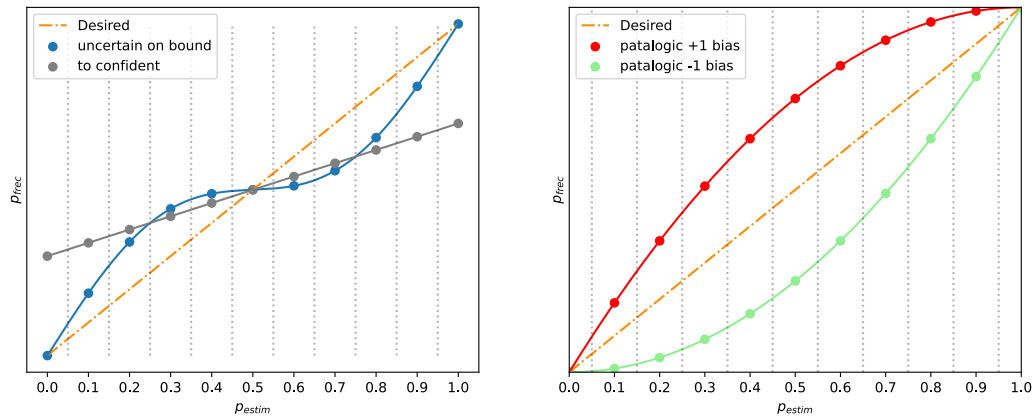 Desired
uncertain on bound
to confident
p_frec
0.0 0.1 0.2 0.3 0.4 0.5 0.6 0.7 0.8 0.9 1.0
p_estim
Desired
patalogic +1 bias
patalogic -1 bias
p_frec
0.0 0.1 0.2 0.3 0.4 0.5 0.6 0.7 0.8 0.9 1.0
p_estim